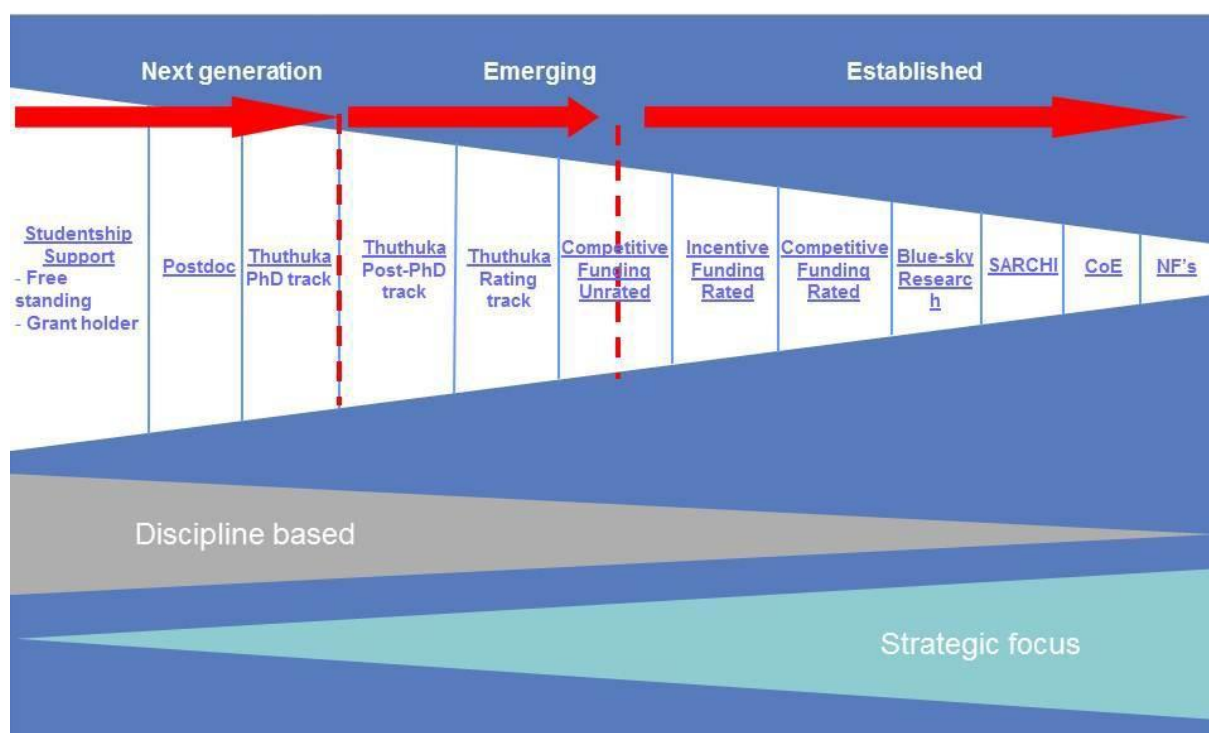 Next generation
Emerging
Established
Studentship
Support
- Free
standing
- Grant holder
Postdoc
Thuthuka
PhD track
Thuthuka
Post-PhD
track
Thuthuka
Rating
track
Competitive
Funding
Unrated
Incentive
Funding
Rated
Competitive
Funding
Rated
Blue-sky
Researc
h
SARCHI
CoE
NF's
Discipline based
Strategic focus